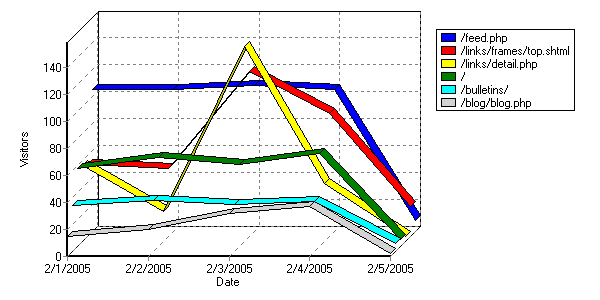 /feed.php
/links/frames/top.shtml
/links/detail.php
/
/bulletins/
/blog/blog.php
Visitors
140
120
100
80
60
40
20
0
2/1/2005 2/2/2005 2/3/2005 2/4/2005 2/5/2005
Date